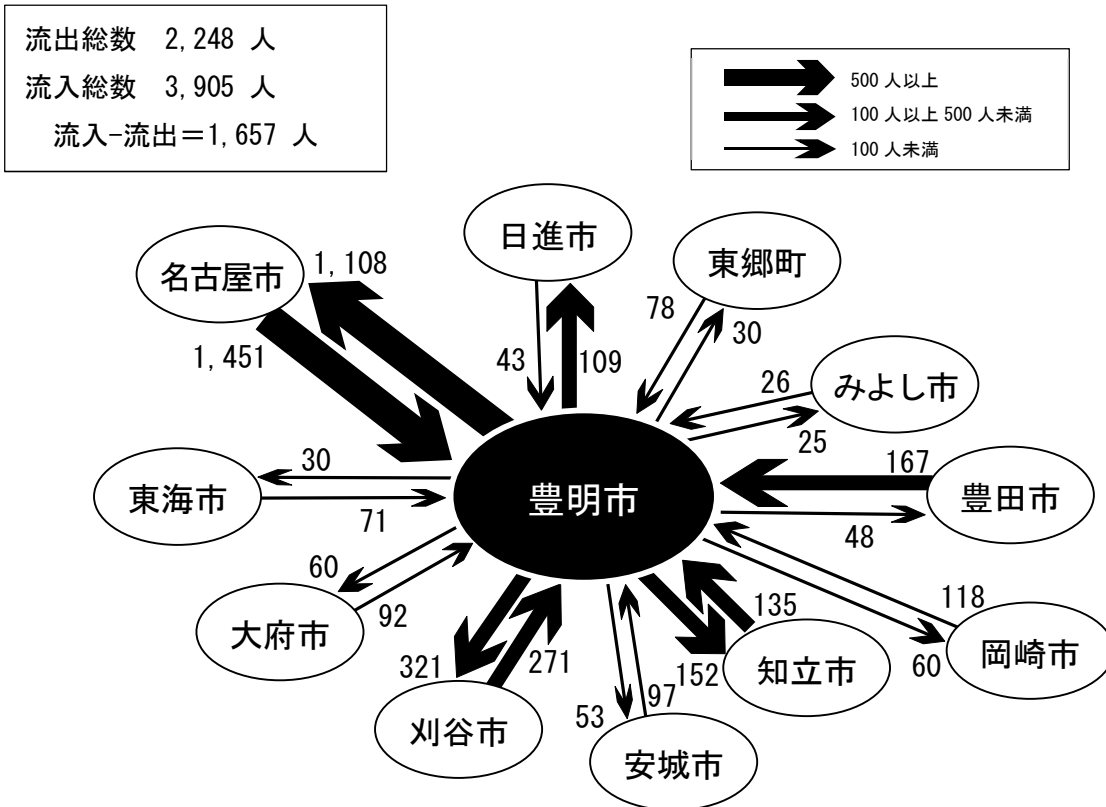 流出総数 2,248 人
流入総数 3,905 人
流入-流出＝1,657 人
500 人以上
100 人以上 500 人未満
100 人未満
日進市
東郷町
名古屋市
1,108
78
30
1,451
43
109
26
みよし市
25
167
30
東海市
豊明市
豊田市
71
48
60
92
135
118
大府市
321
271
152
知立市
60
岡崎市
53
97
刈谷市
安城市